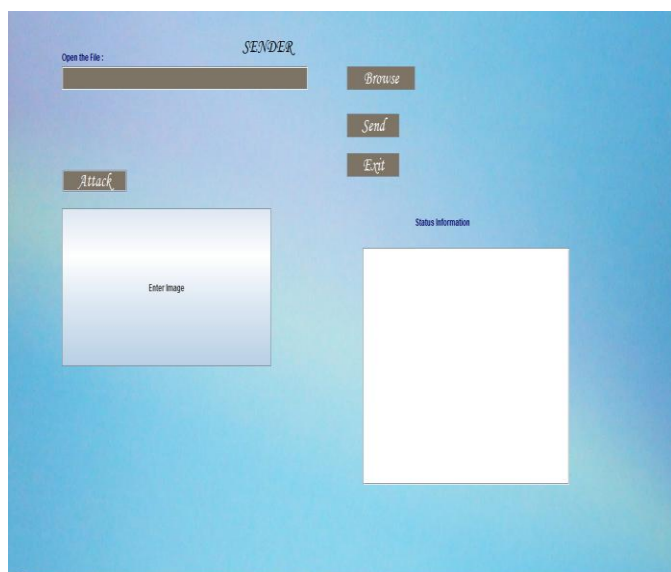 SENDER
Open the File :
Browse
Send
Exit
Attack
Status Information
Enter Image